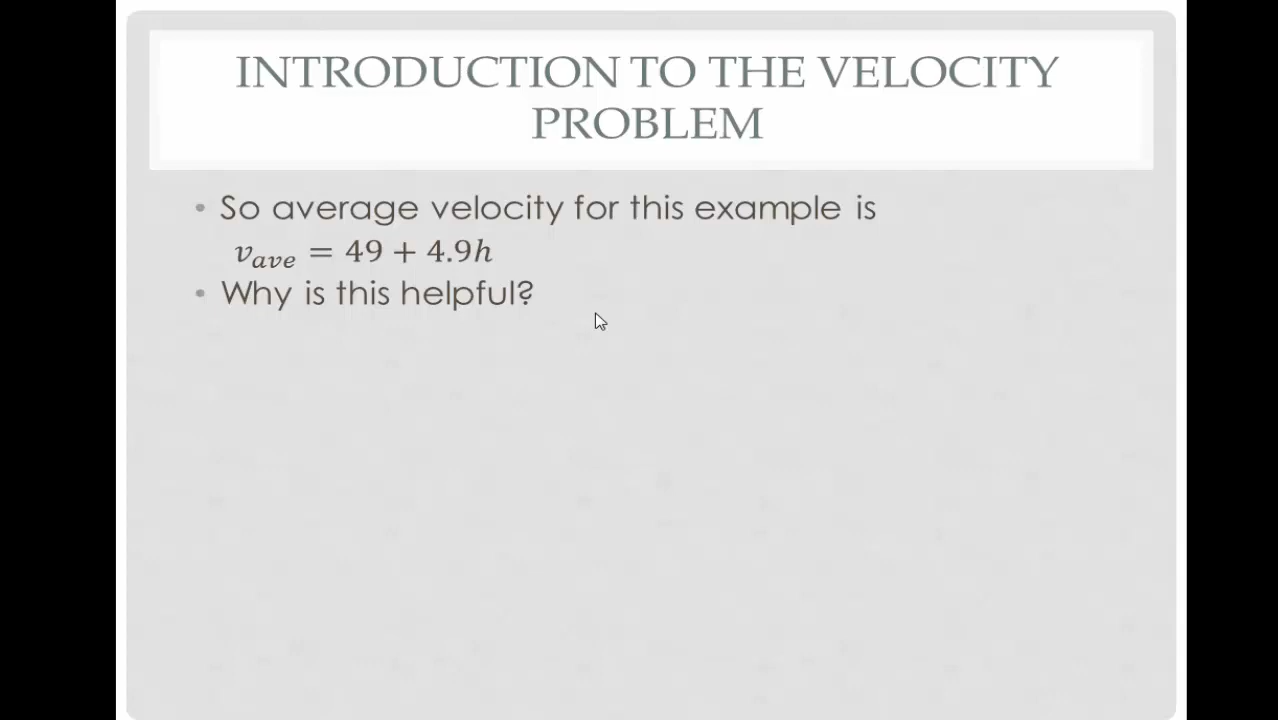 INTRODUCTION TO THE VELOCITY
PROBLEM
• So average velocity for this example is
v_ave = 49 + 4.9h
• Why is this helpful?